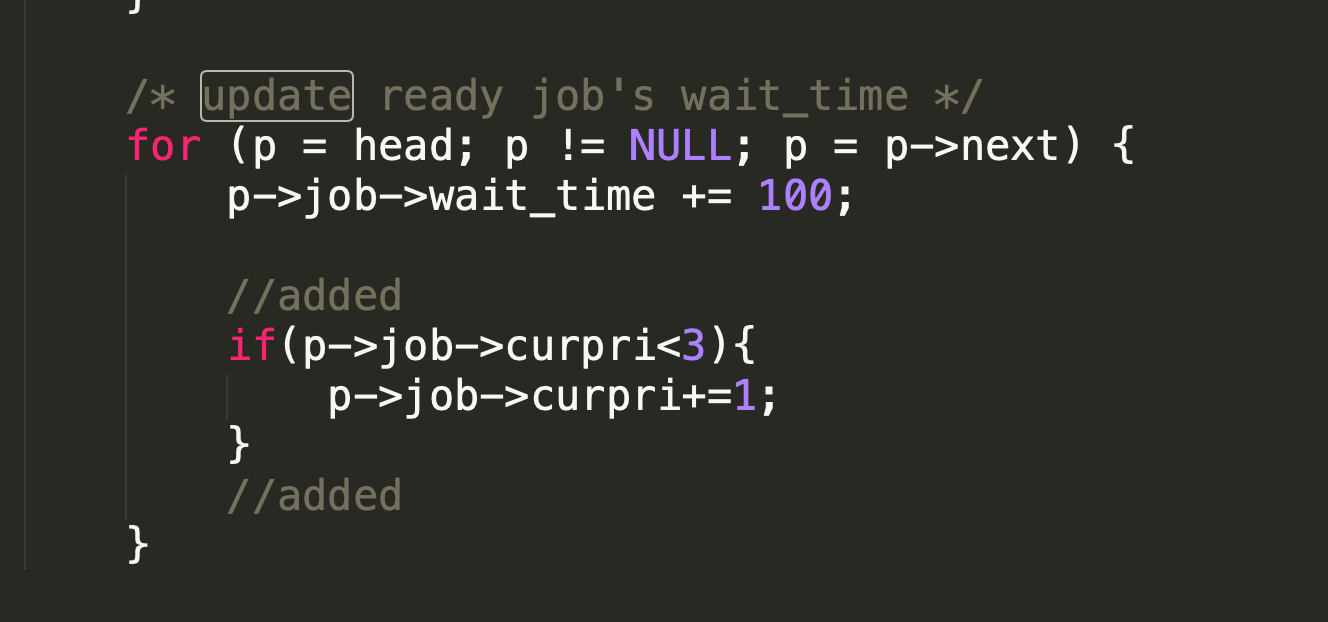 }
/* update ready job's wait_time */
for (p = head; p != NULL; p = p->next) {
    p->job->wait_time += 100;
    //added
    if(p->job->curpri<3){
        p->job->curpri+=1;
    }
    //added
}